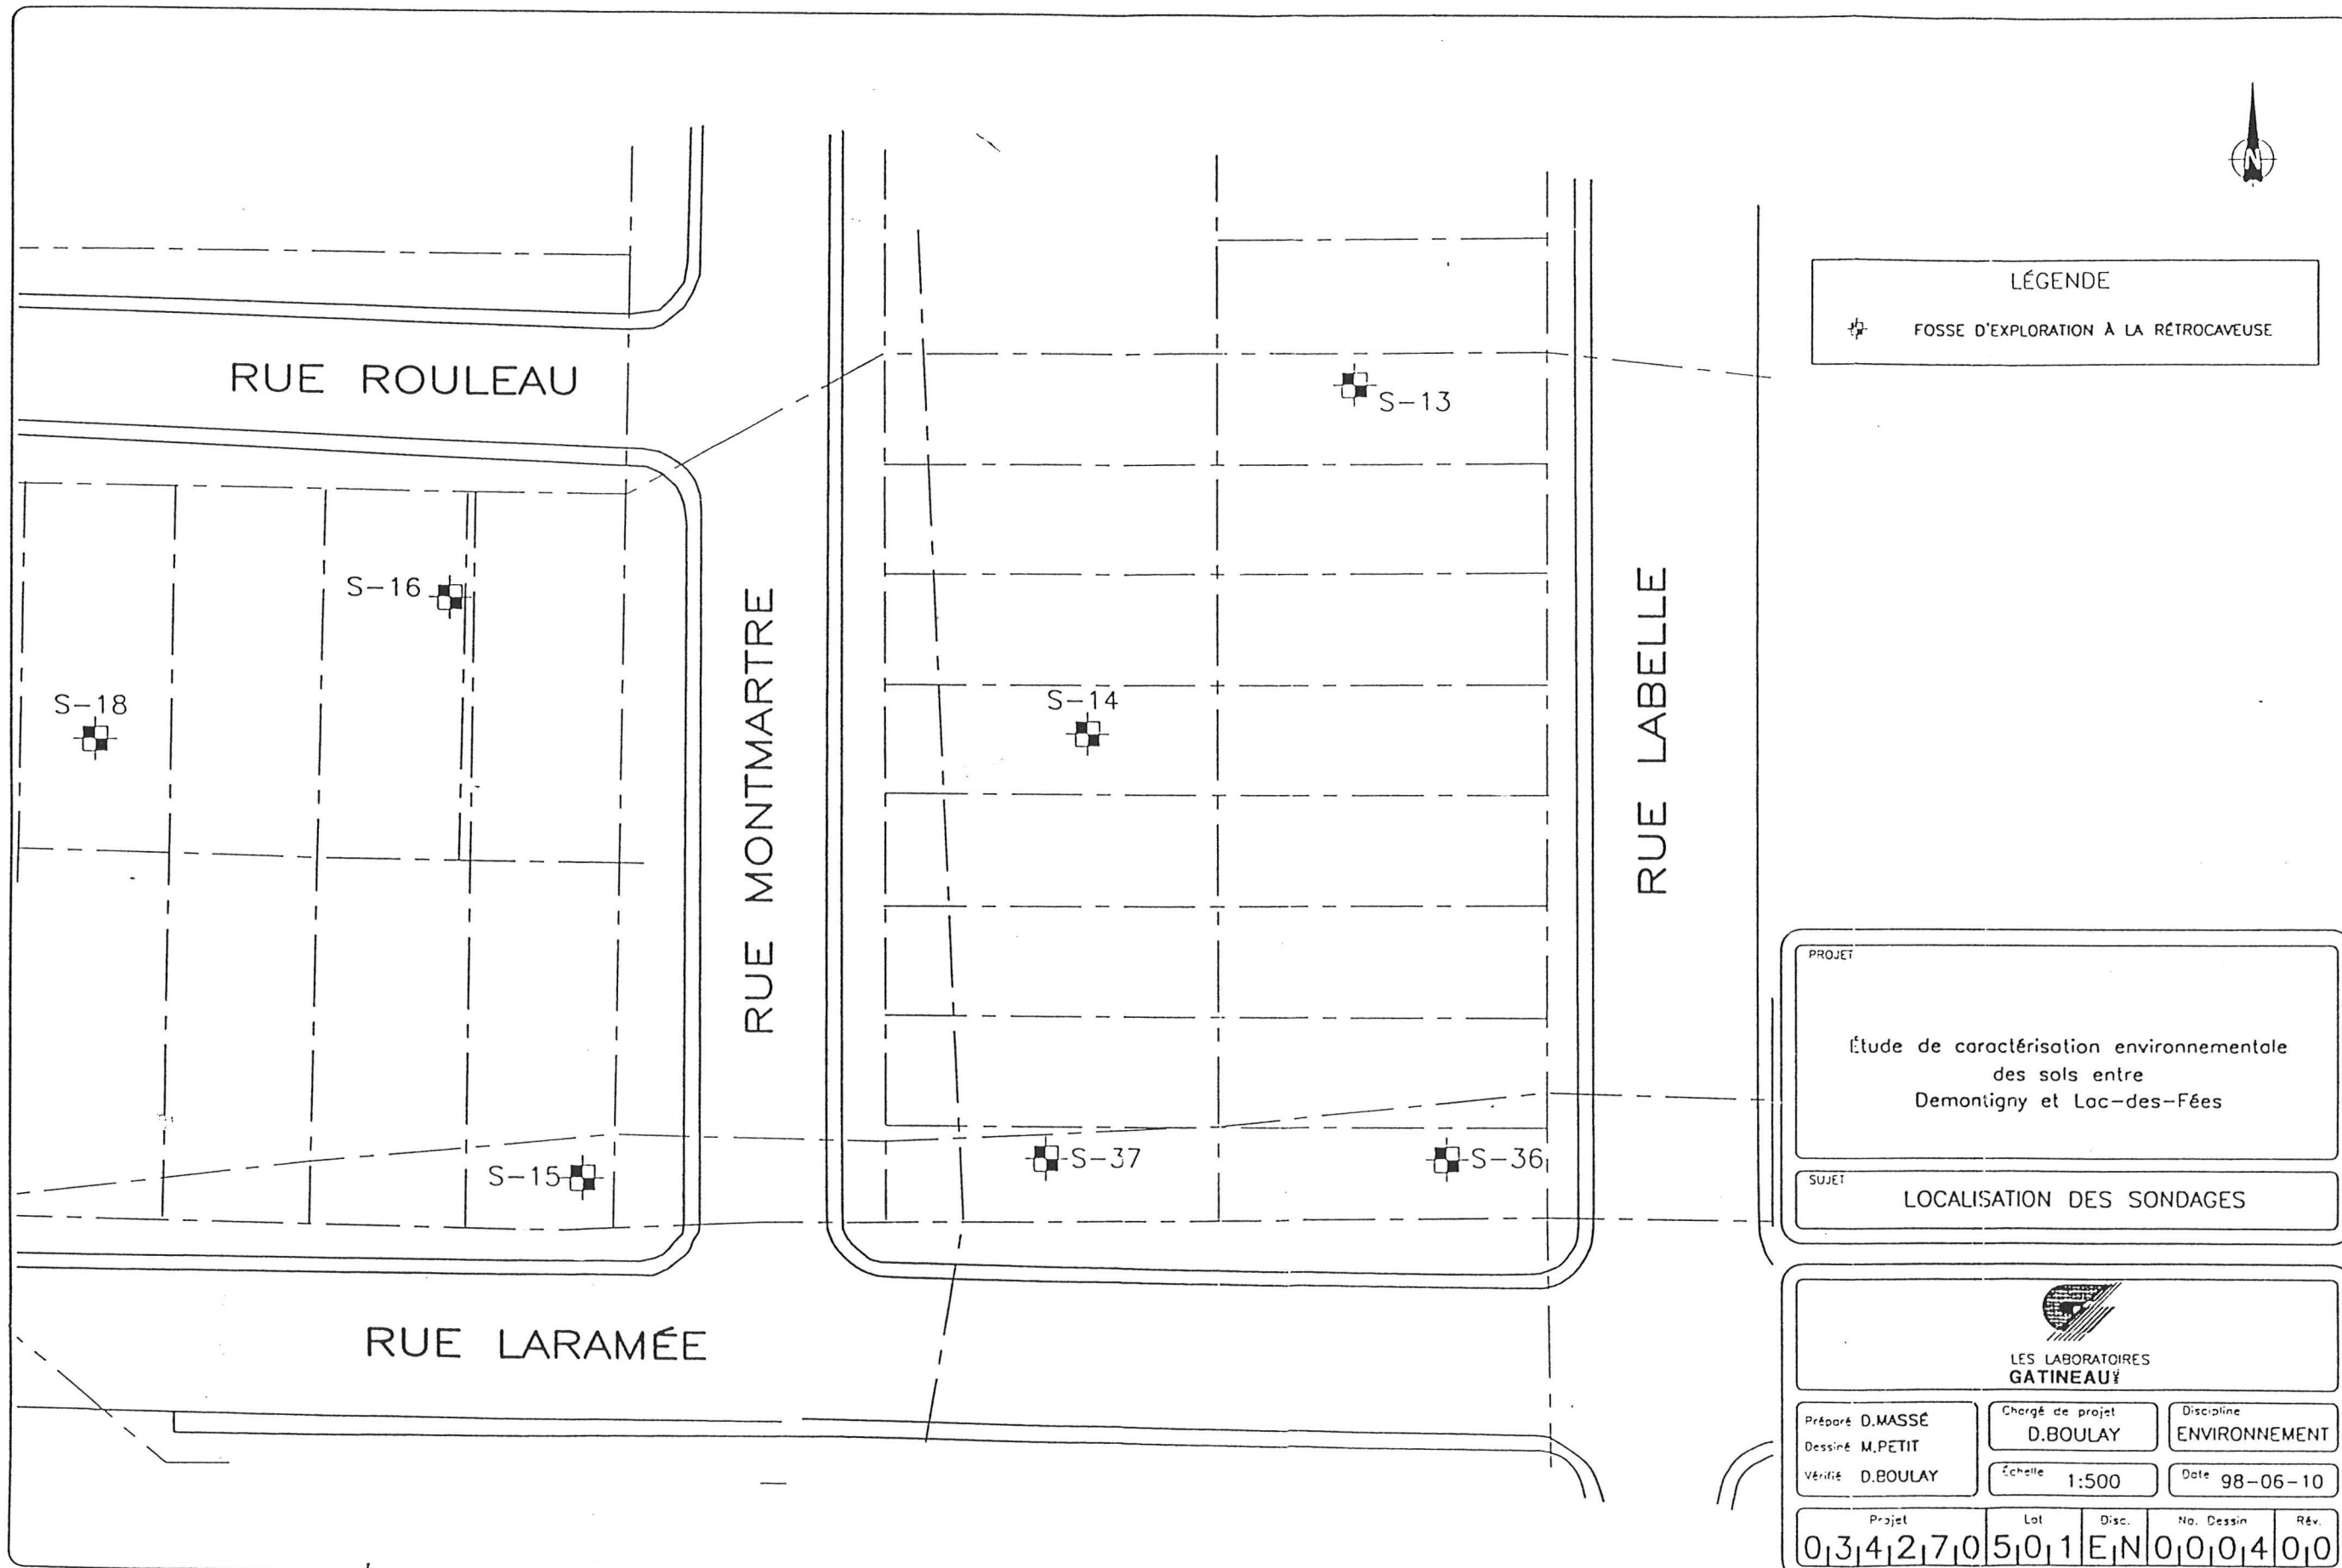 N
LÉGENDE
FOSSE D'EXPLORATION À LA RÉTROCAVEUSE
RUE ROULEAU
S-13
S-16
S-18
S-14
RUE MONTMARTRE
RUE LABELLE
S-15
S-37
S-36
RUE LARAMÉE
PROJET
Étude de caractérisation environnementale
des sols entre
Demontigny et Lac-des-Fées
SUJET
LOCALISATION DES SONDAGES
LES LABORATOIRES
GATINEAU
Préparé D.MASSÉ
Dessiné M.PETIT
Vérifié D.BOULAY
Chargé de projet
D.BOULAY
Discipline
ENVIRONNEMENT
Échelle 1:500
Date 98-06-10
Projet Lot Disc. No. Dessin Rév.
034270 501 EN 0004 00